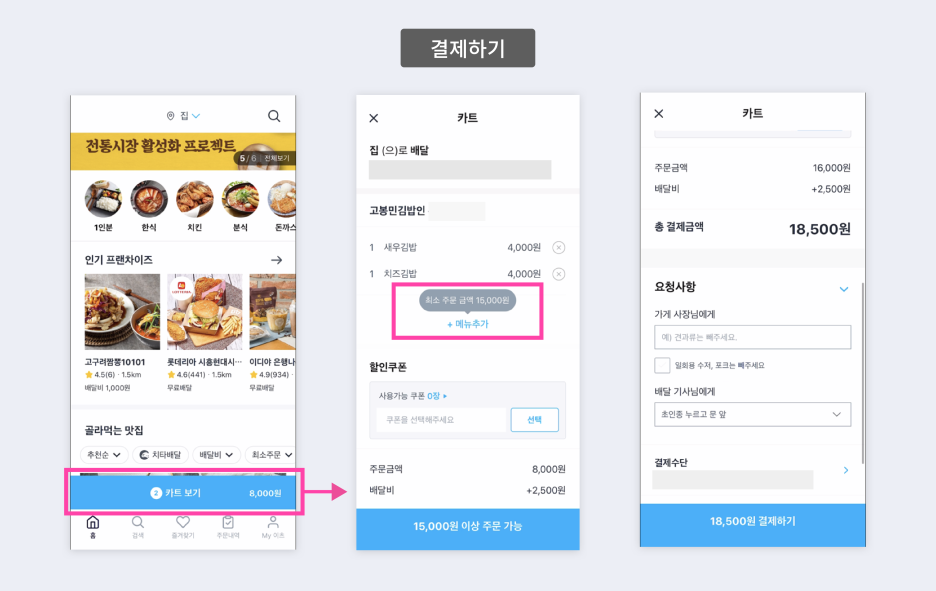 결제하기
집
전통시장 활성화 프로젝트
5 / 6 전체보기
1인분 한식 치킨 분식 돈까스
인기 프랜차이즈
고구려짬뽕10101 롯데리아 시흥현대시··· 이디야 은행나
4.5(6) · 1.5km 4.6(441) · 1.5km 4.9(934) ·
배달비 1,000원 무료배달 무료배달
골라먹는 맛집
추천순 치타배달 배달비 최소주문
2 카트 보기 8,000원
홈 검색 즐겨찾기 주문내역 My 이츠
카트
집 (으)로 배달
고봉민김밥인
1 새우김밥 4,000원
1 치즈김밥 4,000원
최소 주문 금액 15,000원
+ 메뉴추가
할인쿠폰
사용가능 쿠폰 0장
쿠폰을 선택해주세요 선택
주문금액 8,000원
배달비 +2,500원
15,000원 이상 주문 가능
카트
주문금액 16,000원
배달비 +2,500원
총 결제금액 18,500원
요청사항
가게 사장님에게
예) 견과류는 빼주세요.
일회용 수저, 포크는 빼주세요
배달 기사님에게
초인종 누르고 문 앞
결제수단
18,500원 결제하기